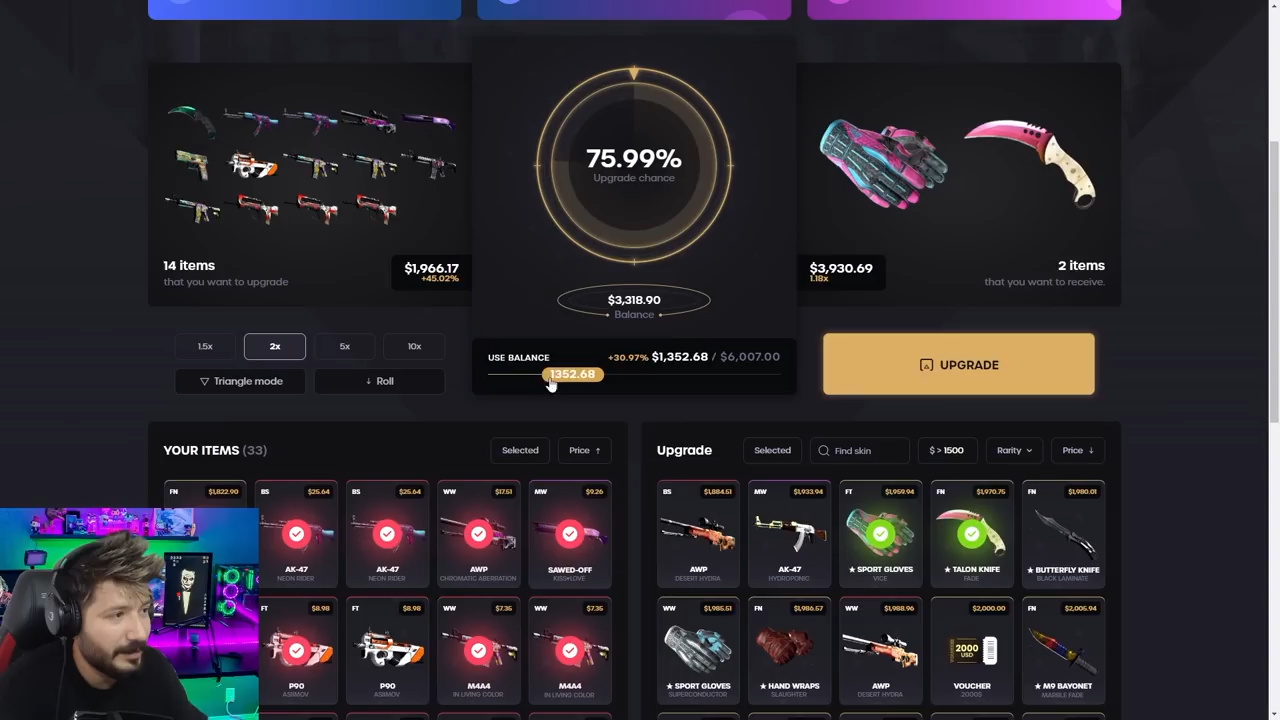 75.99%
Upgrade chance
14 items
that you want to upgrade
$1,966.17
+45.02%
$3,318.90
Balance
$3,930.69
1.18x
2 items
that you want to receive.
1.5x
2x
5x
10x
Triangle mode
Roll
USE BALANCE
+30.97% $1,352.68 / $6,007.00
1352.68
UPGRADE
YOUR ITEMS (33)
Selected
Price
Upgrade
Selected
Find skin
$ > 1500
Rarity
Price
FN $1,822.90
BS $25.64
BS $25.64
WW $17.51
MW $9.26
AK-47
NEON RIDER
AK-47
NEON RIDER
AWP
CHROMATIC ABERRATION
SAWED-OFF
KISS♥LOVE
BS $1,884.51
MW $1,933.94
FT $1,959.94
FN $1,970.75
FN $1,980.01
AWP
DESERT HYDRA
AK-47
HYDROPONIC
★ SPORT GLOVES
VICE
★ TALON KNIFE
FADE
★ BUTTERFLY KNIFE
BLACK LAMINATE
FT $8.98
FT $8.98
WW $7.35
WW $7.35
P90
ASIIMOV
P90
ASIIMOV
M4A4
IN LIVING COLOR
M4A4
IN LIVING COLOR
WW $1,985.51
FN $1,986.57
WW $1,988.96
$2,000.00
FN $2,005.94
2000
USD
★ SPORT GLOVES
SUPERCONDUCTOR
★ HAND WRAPS
SLAUGHTER
AWP
DESERT HYDRA
VOUCHER
2000$
★ M9 BAYONET
MARBLE FADE